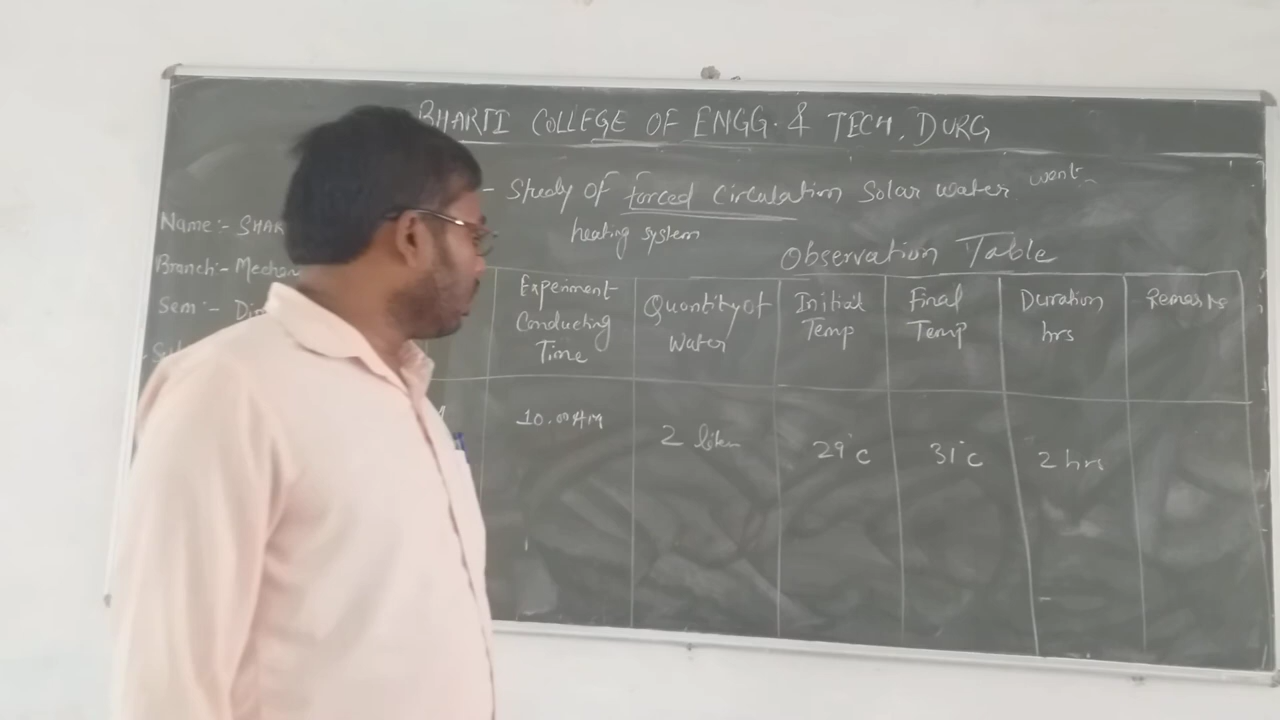 BHARTI COLLEGE OF ENGG. & TECH, DURG
- Study of forced circulation Solar water
heating system
Name:- SHAR
Branch:- Mechan
Sem :-
Observation Table
Experiment Conducting Time
Quantity of Water
Initial Temp
Final Temp
Duration hrs
Remarks
10.00 AM
2
29°C
31°C
2 hrs